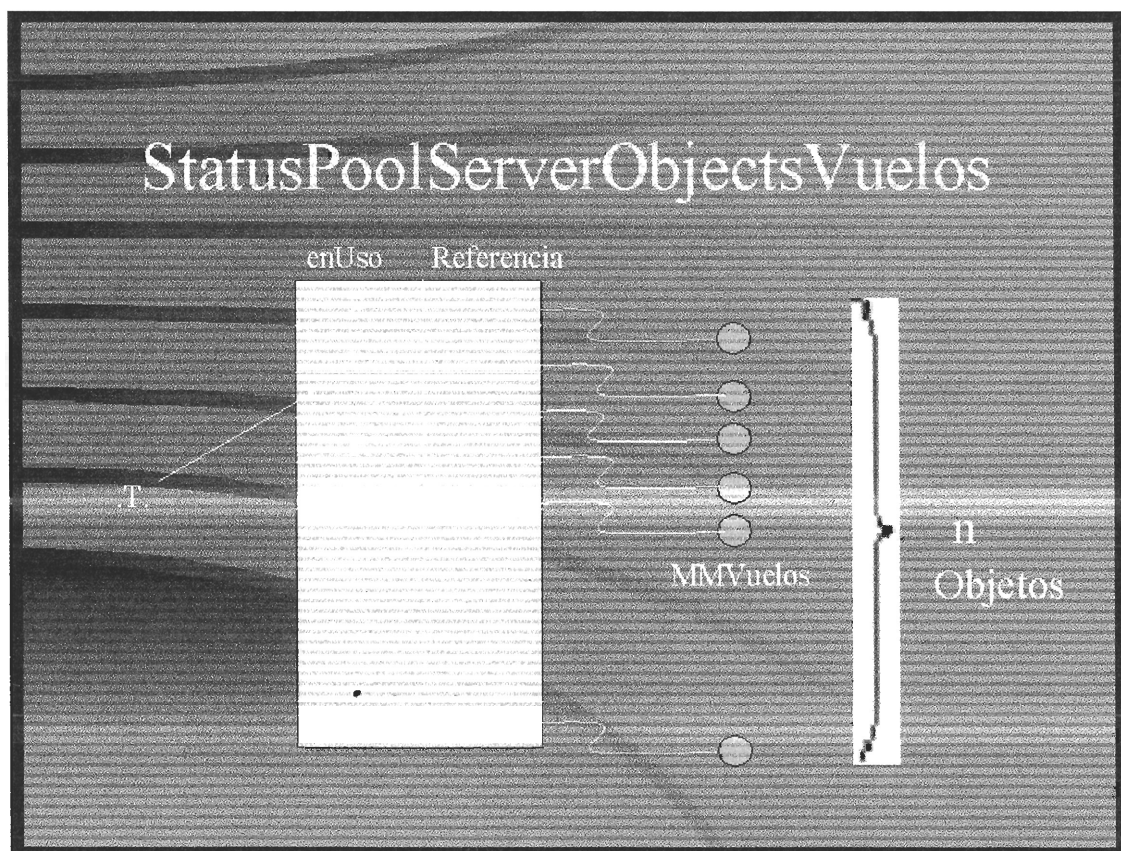 StatusPoolServerObjectsVuelos
enUso Referencia
.T.
MMVuelos
n
Objetos